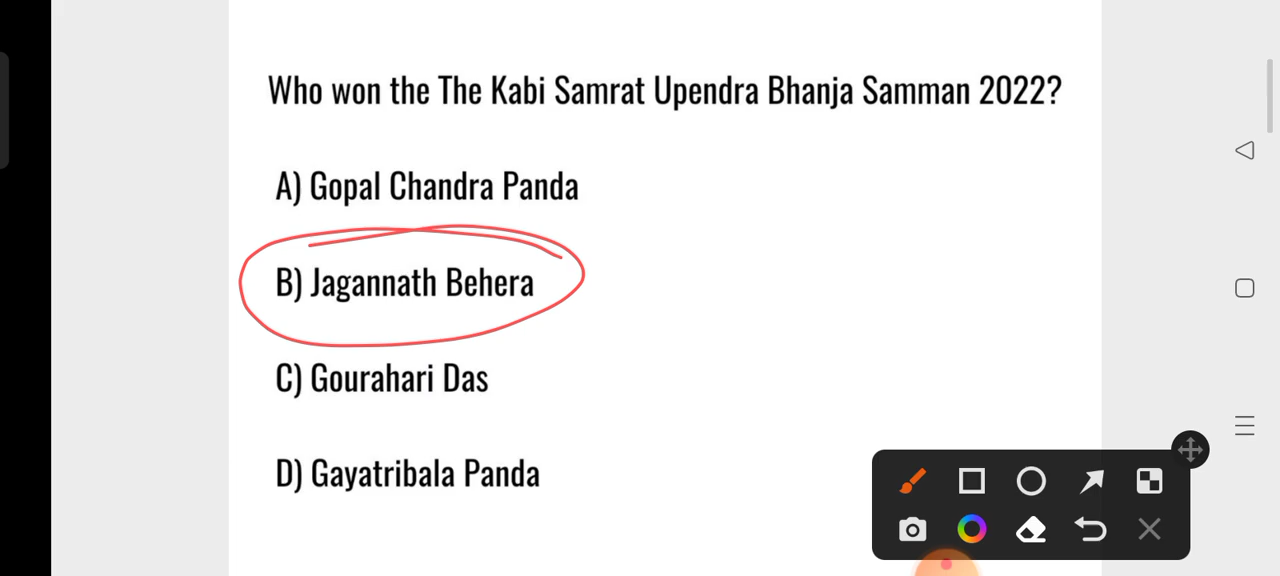 Who won the The Kabi Samrat Upendra Bhanja Samman 2022?
A) Gopal Chandra Panda
B) Jagannath Behera
C) Gourahari Das
D) Gayatribala Panda